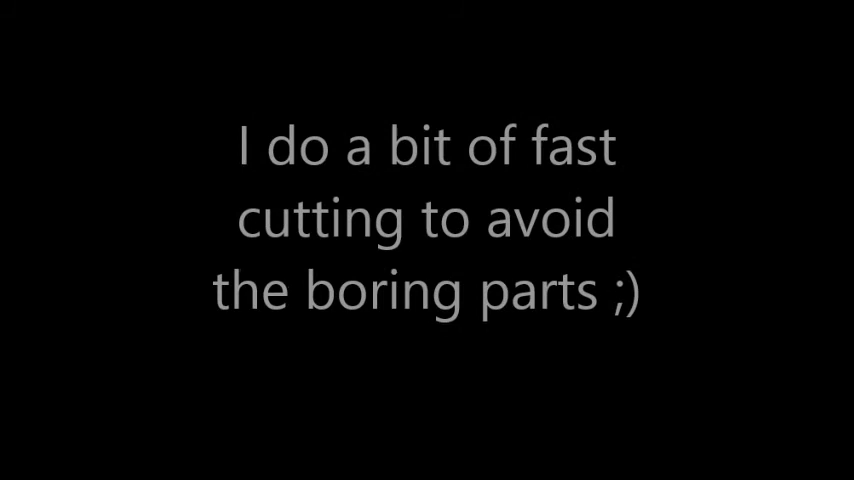 I do a bit of fast
cutting to avoid
the boring parts ;)